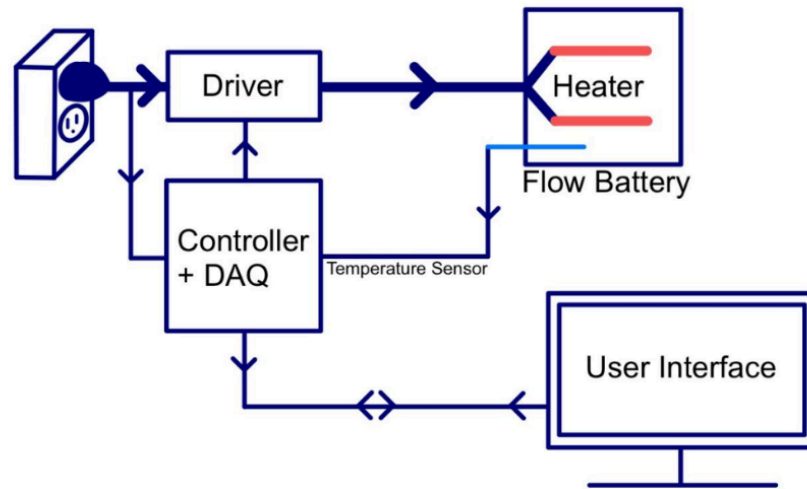 Driver
Heater
Flow Battery
Controller
+ DAQ
Temperature Sensor
User Interface